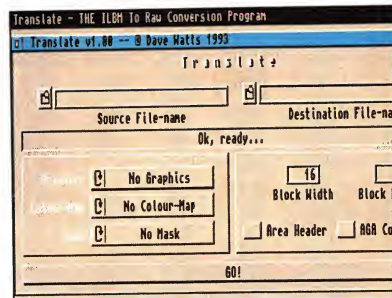 Translate - THE ILBM To Raw Conversion Program
Translate v1.00 -- © Dave Watts 1993
Translate
Source File-name
Destination File-na
Ok, ready...
No Graphics
16
Block Width
Block
No Colour-Map
No Mask
Area Header
AGA Co
GO!